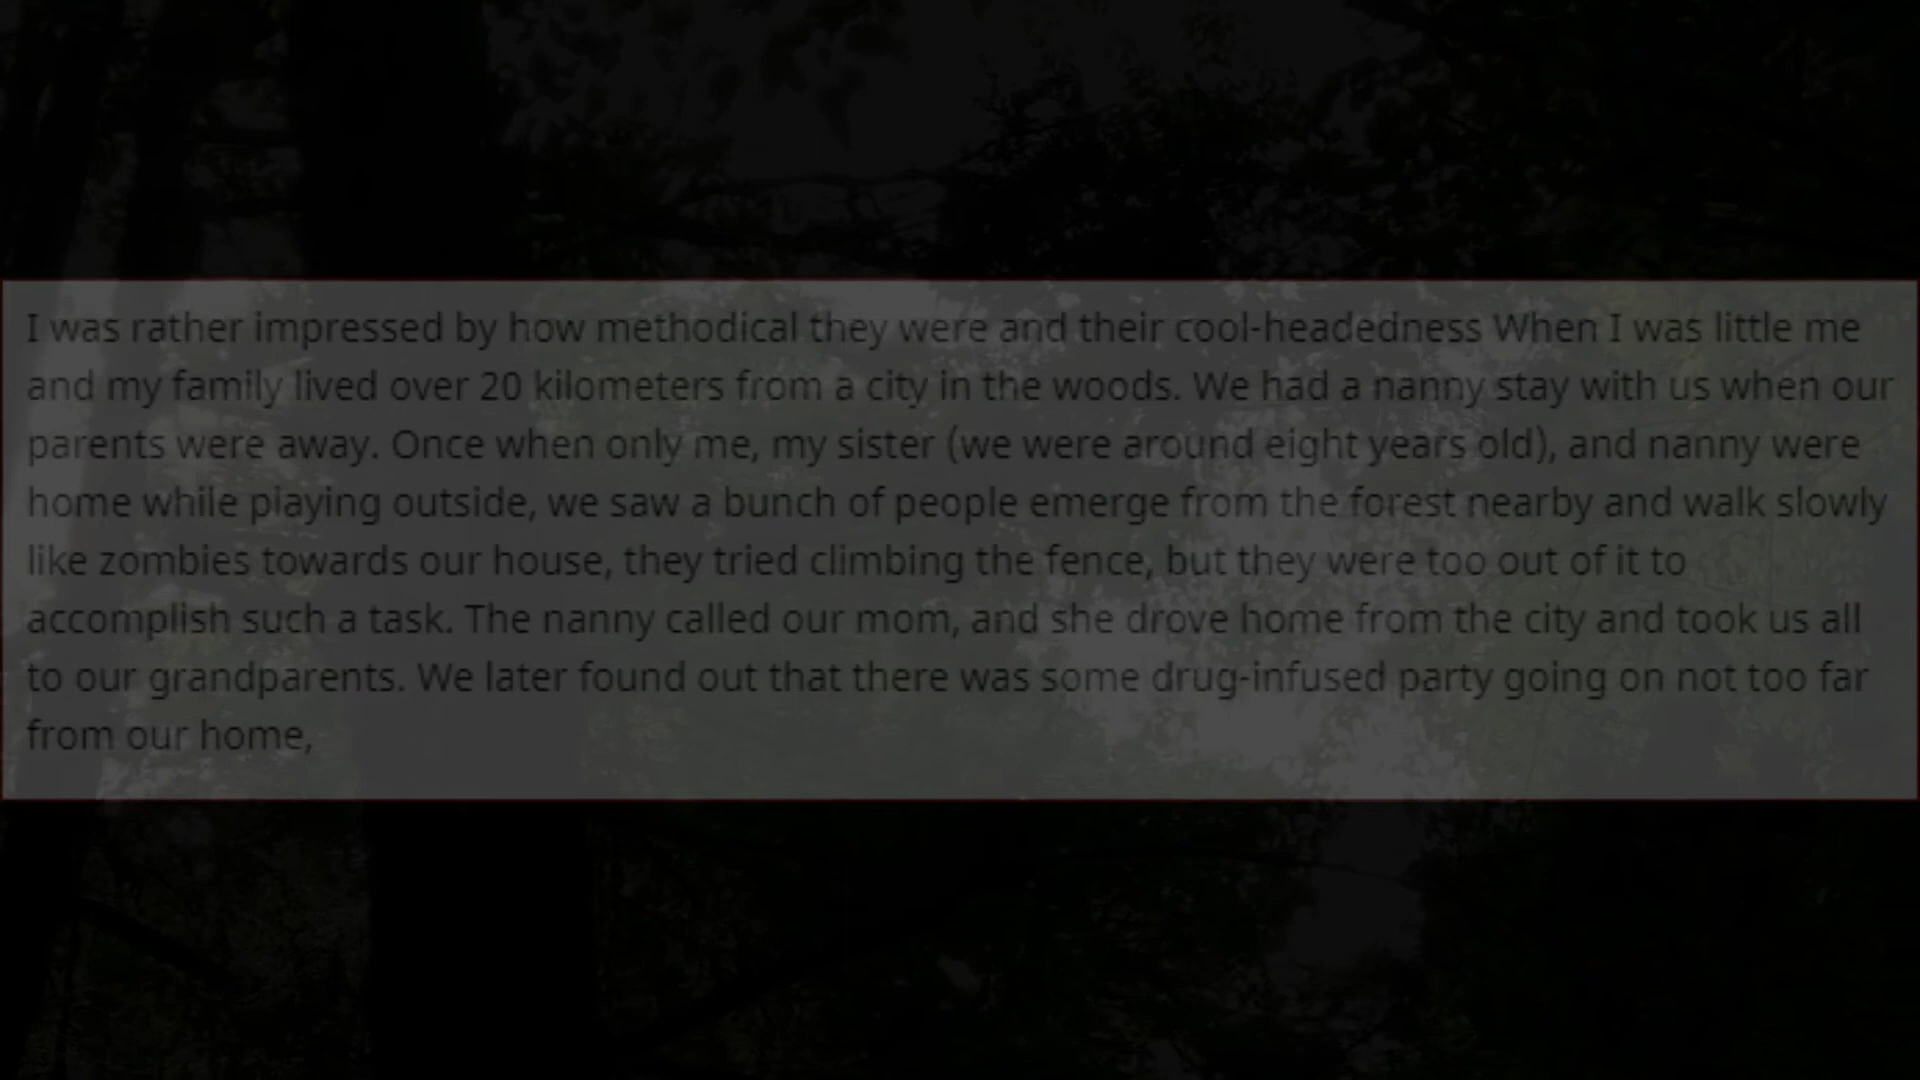 I was rather impressed by how methodical they were and their cool-headedness When I was little me
and my family lived over 20 kilometers from a city in the woods. We had a nanny stay with us when our
parents were away. Once when only me, my sister (we were around eight years old), and nanny were
home while playing outside, we saw a bunch of people emerge from the forest nearby and walk slowly
like zombies towards our house, they tried climbing the fence, but they were too out of it to
accomplish such a task. The nanny called our mom, and she drove home from the city and took us all
to our grandparents. We later found out that there was some drug-infused party going on not too far
from our home,